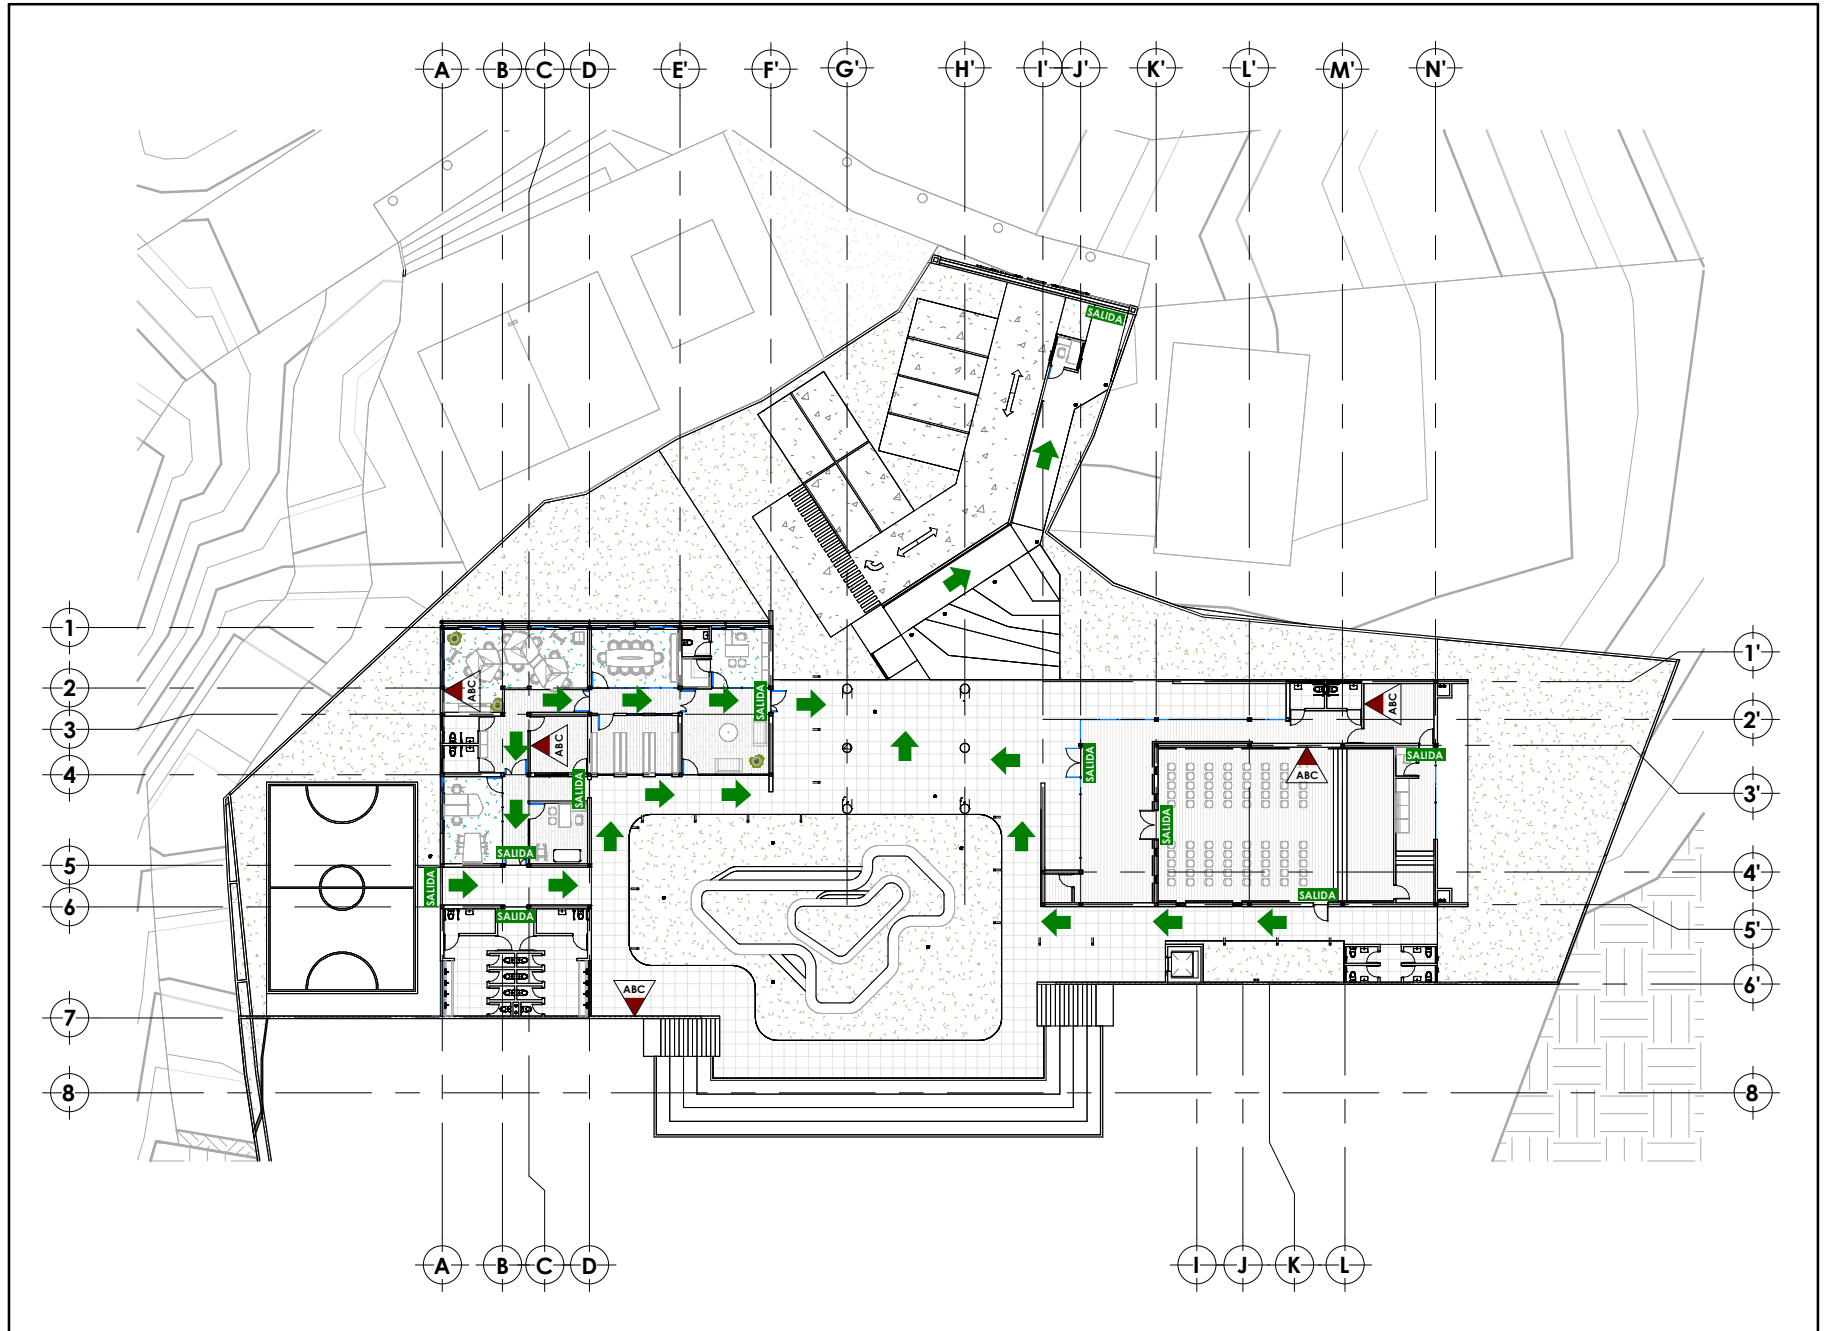 A B C D E' F' G' H' I' J' K' L' M' N'
SALIDA
1
1'
2
ABC
SALIDA
ABC
2'
3
ABC
SALIDA
SALIDA
4
SALIDA
ABC
3'
SALIDA
5
SALIDA
SALIDA
SALIDA
4'
6
SALIDA
5'
ABC
6'
7
8
8
A B C D I J K L